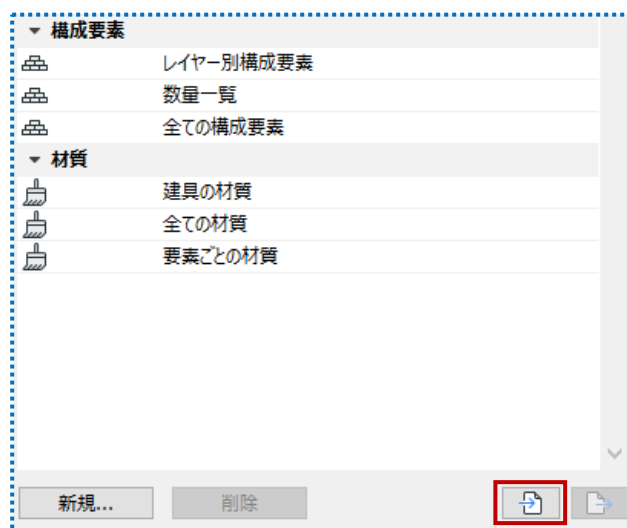 構成要素
レイヤー別構成要素
数量一覧
全ての構成要素
材質
建具の材質
全ての材質
要素ごとの材質
新規... 削除